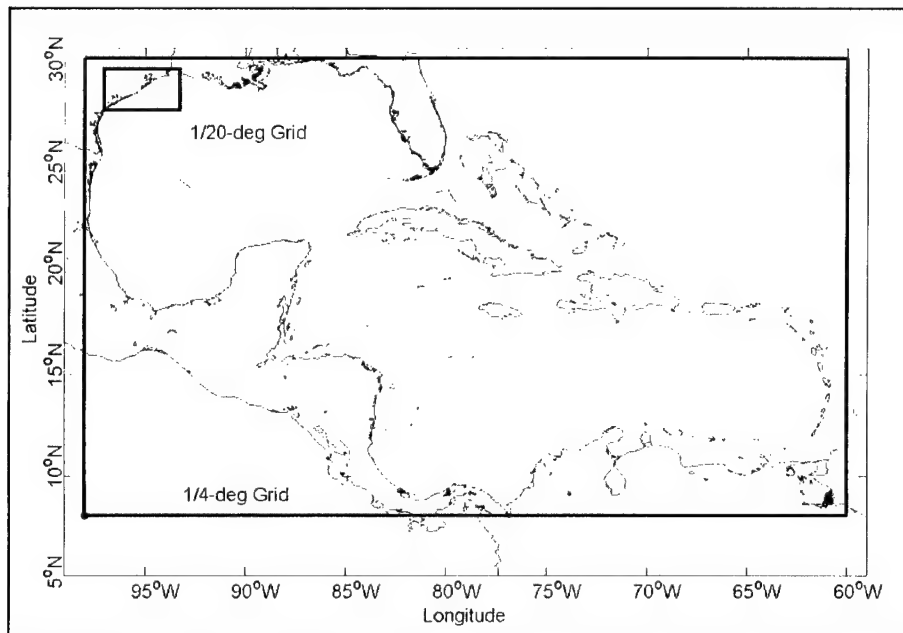 30°N
25°N
20°N
15°N
10°N
5°N
Latitude
1/20-deg Grid
1/4-deg Grid
95°W
90°W
85°W
80°W
75°W
70°W
65°W
60°W
Longitude